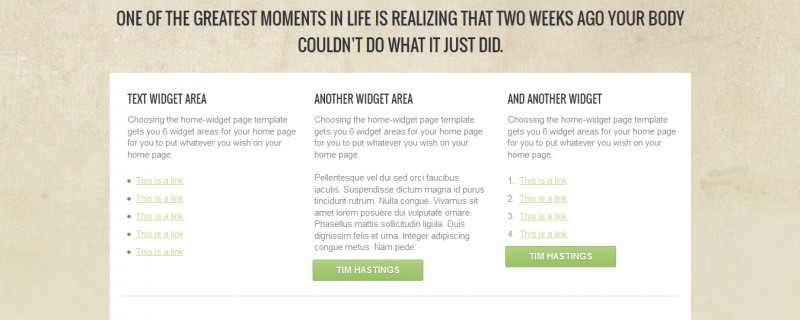 ONE OF THE GREATEST MOMENTS IN LIFE IS REALIZING THAT TWO WEEKS AGO YOUR BODY
COULDN'T DO WHAT IT JUST DID.
TEXT WIDGET AREA
Choosing the home-widget page template
gets you 6 widget areas for your home page
for you to put whatever you wish on your
home page.
• This is a link
• This is a link
• This is a link
• This is a link
• This is a link
ANOTHER WIDGET AREA
Choosing the home-widget page template
gets you 6 widget areas for your home page
for you to put whatever you wish on your
home page.
Pellentesque vel dui sed orci faucibus
iaculis. Suspendisse dictum magna id purus
tincidunt rutrum. Nulla congue. Vivamus sit
amet lorem posuere dui vulputate ornare.
Phasellus mattis sollicitudin ligula. Duis
dignissim felis et urna. Integer adipiscing
congue metus. Nam pede.
TIM HASTINGS
AND ANOTHER WIDGET
Choosing the home-widget page template
gets you 6 widget areas for your home page
for you to put whatever you wish on your
home page.
1. This is a link
2. This is a link
3. This is a link
4. This is a link
TIM HASTINGS